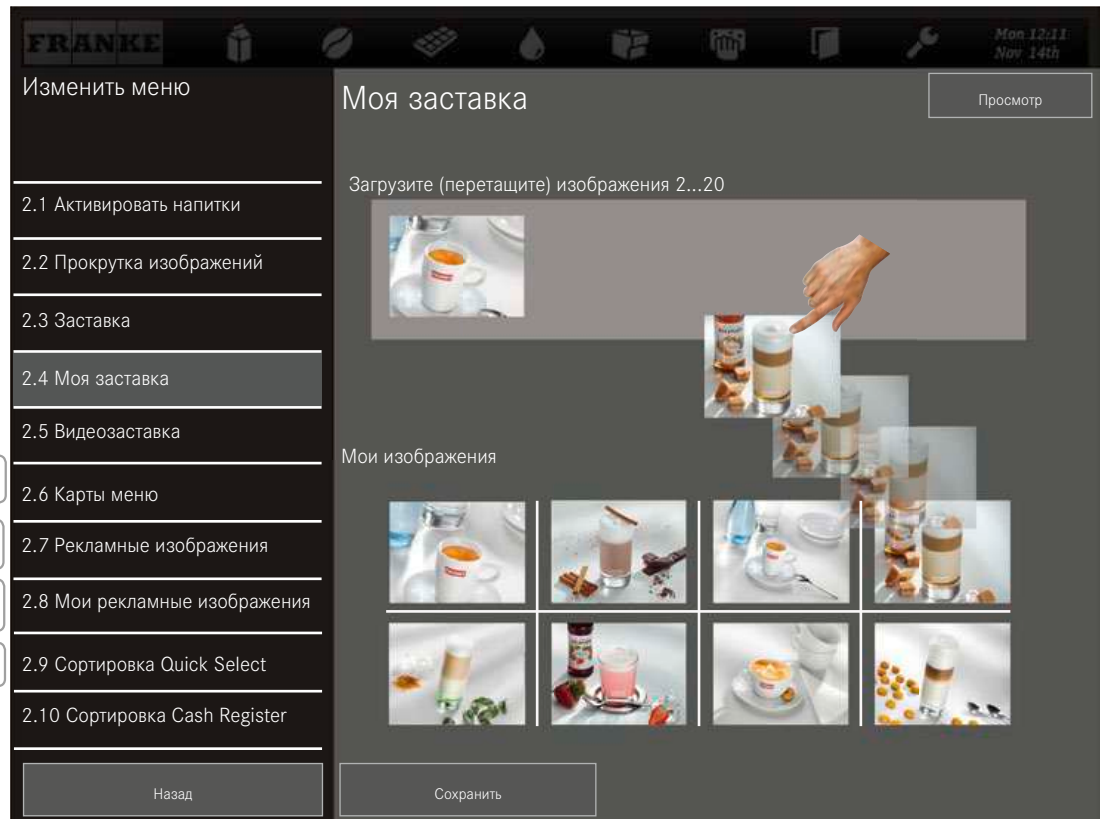 FRANKE
Mon 12:11
Nov 14th
Изменить меню
2.1 Активировать напитки
2.2 Прокрутка изображений
2.3 Заставка
2.4 Моя заставка
2.5 Видеозаставка
2.6 Карты меню
2.7 Рекламные изображения
2.8 Мои рекламные изображения
2.9 Сортировка Quick Select
2.10 Сортировка Cash Register
Назад
Моя заставка
Просмотр
Загрузите (перетащите) изображения 2...20
Мои изображения
Сохранить